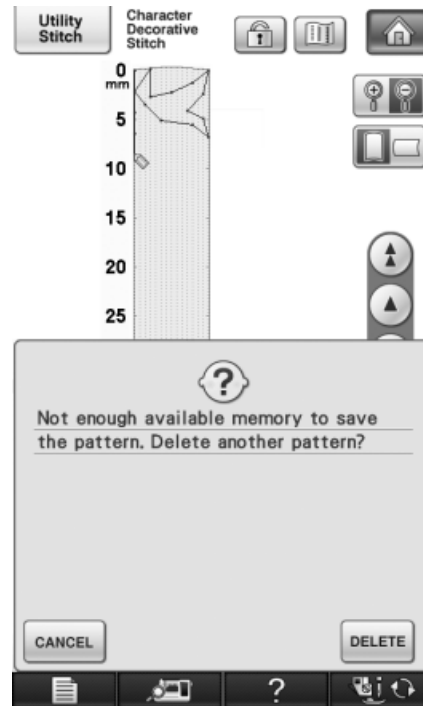 Utility
Stitch
Character
Decorative
Stitch
0
mm
5
10
15
20
25
?
Not enough available memory to save
the pattern. Delete another pattern?
CANCEL
DELETE
?